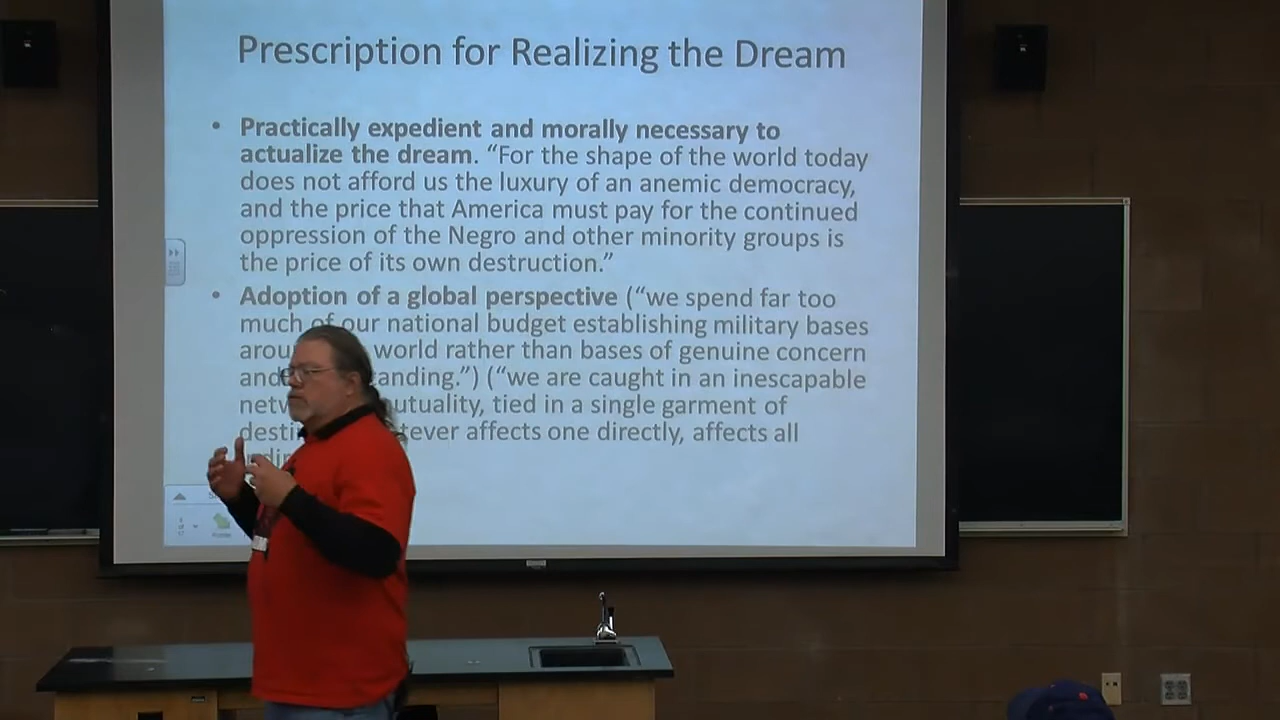 Prescription for Realizing the Dream
• Practically expedient and morally necessary to
actualize the dream. “For the shape of the world today
does not afford us the luxury of an anemic democracy,
and the price that America must pay for the continued
oppression of the Negro and other minority groups is
the price of its own destruction.”
• Adoption of a global perspective (“we spend far too
much of our national budget establishing military bases
world rather than bases of genuine concern
and tanding.”) (“we are caught in an inescapable
utuality, tied in a single garment of
tever affects one directly, affects all